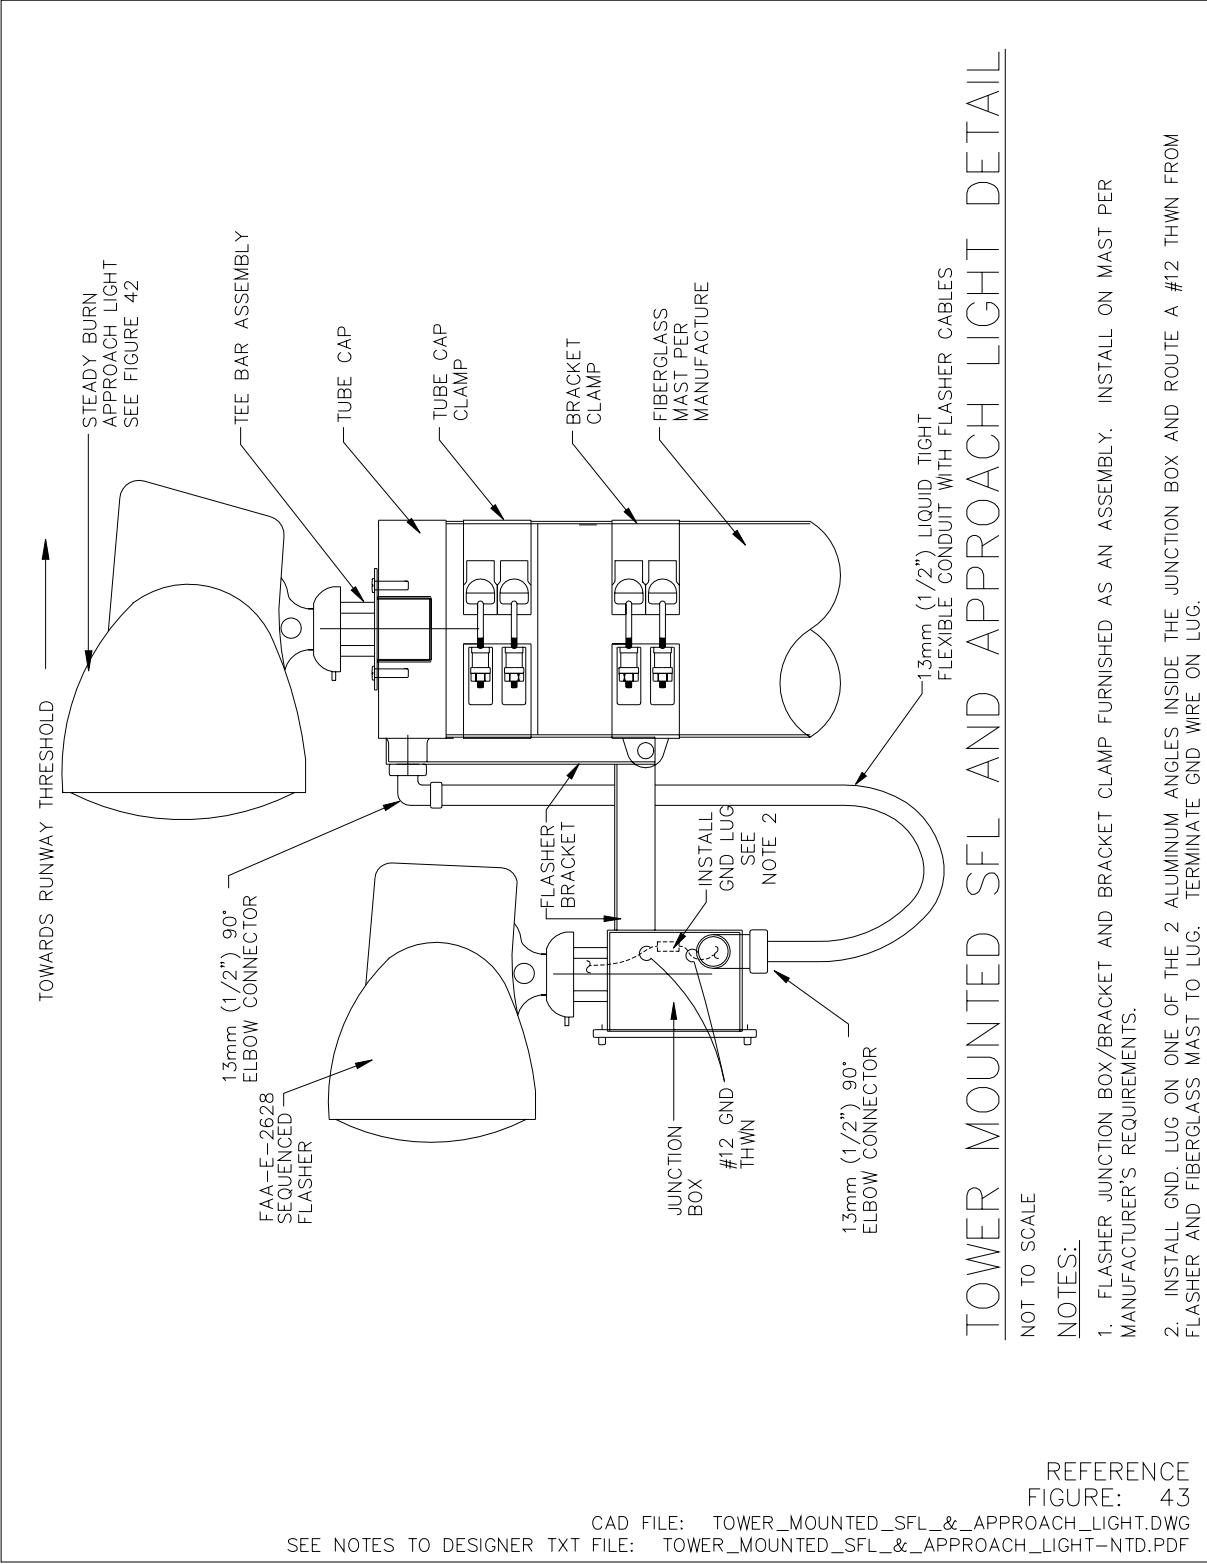 TOWARDS RUNWAY THRESHOLD
STEADY BURN
APPROACH LIGHT
SEE FIGURE 42
TEE BAR ASSEMBLY
TUBE CAP
TUBE CAP
CLAMP
BRACKET
CLAMP
FIBERGLASS
MAST PER
MANUFACTURE
13mm (1/2") LIQUID TIGHT
FLEXIBLE CONDUIT WITH FLASHER CABLES
13mm (1/2") 90°
ELBOW CONNECTOR
FAA-E-2628
SEQUENCED
FLASHER
FLASHER
BRACKET
INSTALL
GND LUG
SEE
NOTE 2
JUNCTION
BOX
#12 GND
THWN
13mm (1/2") 90°
ELBOW CONNECTOR
TOWER MOUNTED SFL AND APPROACH LIGHT DETAIL
NOT TO SCALE
NOTES:
1. FLASHER JUNCTION BOX/BRACKET AND BRACKET CLAMP FURNISHED AS AN ASSEMBLY. INSTALL ON MAST PER
MANUFACTURER'S REQUIREMENTS.
2. INSTALL GND. LUG ON ONE OF THE 2 ALUMINUM ANGLES INSIDE THE JUNCTION BOX AND ROUTE A #12 THWN FROM
FLASHER AND FIBERGLASS MAST TO LUG. TERMINATE GND WIRE ON LUG.
REFERENCE
FIGURE: 43
CAD FILE: TOWER_MOUNTED_SFL_&_APPROACH_LIGHT.DWG
SEE NOTES TO DESIGNER TXT FILE: TOWER_MOUNTED_SFL_&_APPROACH_LIGHT-NTD.PDF